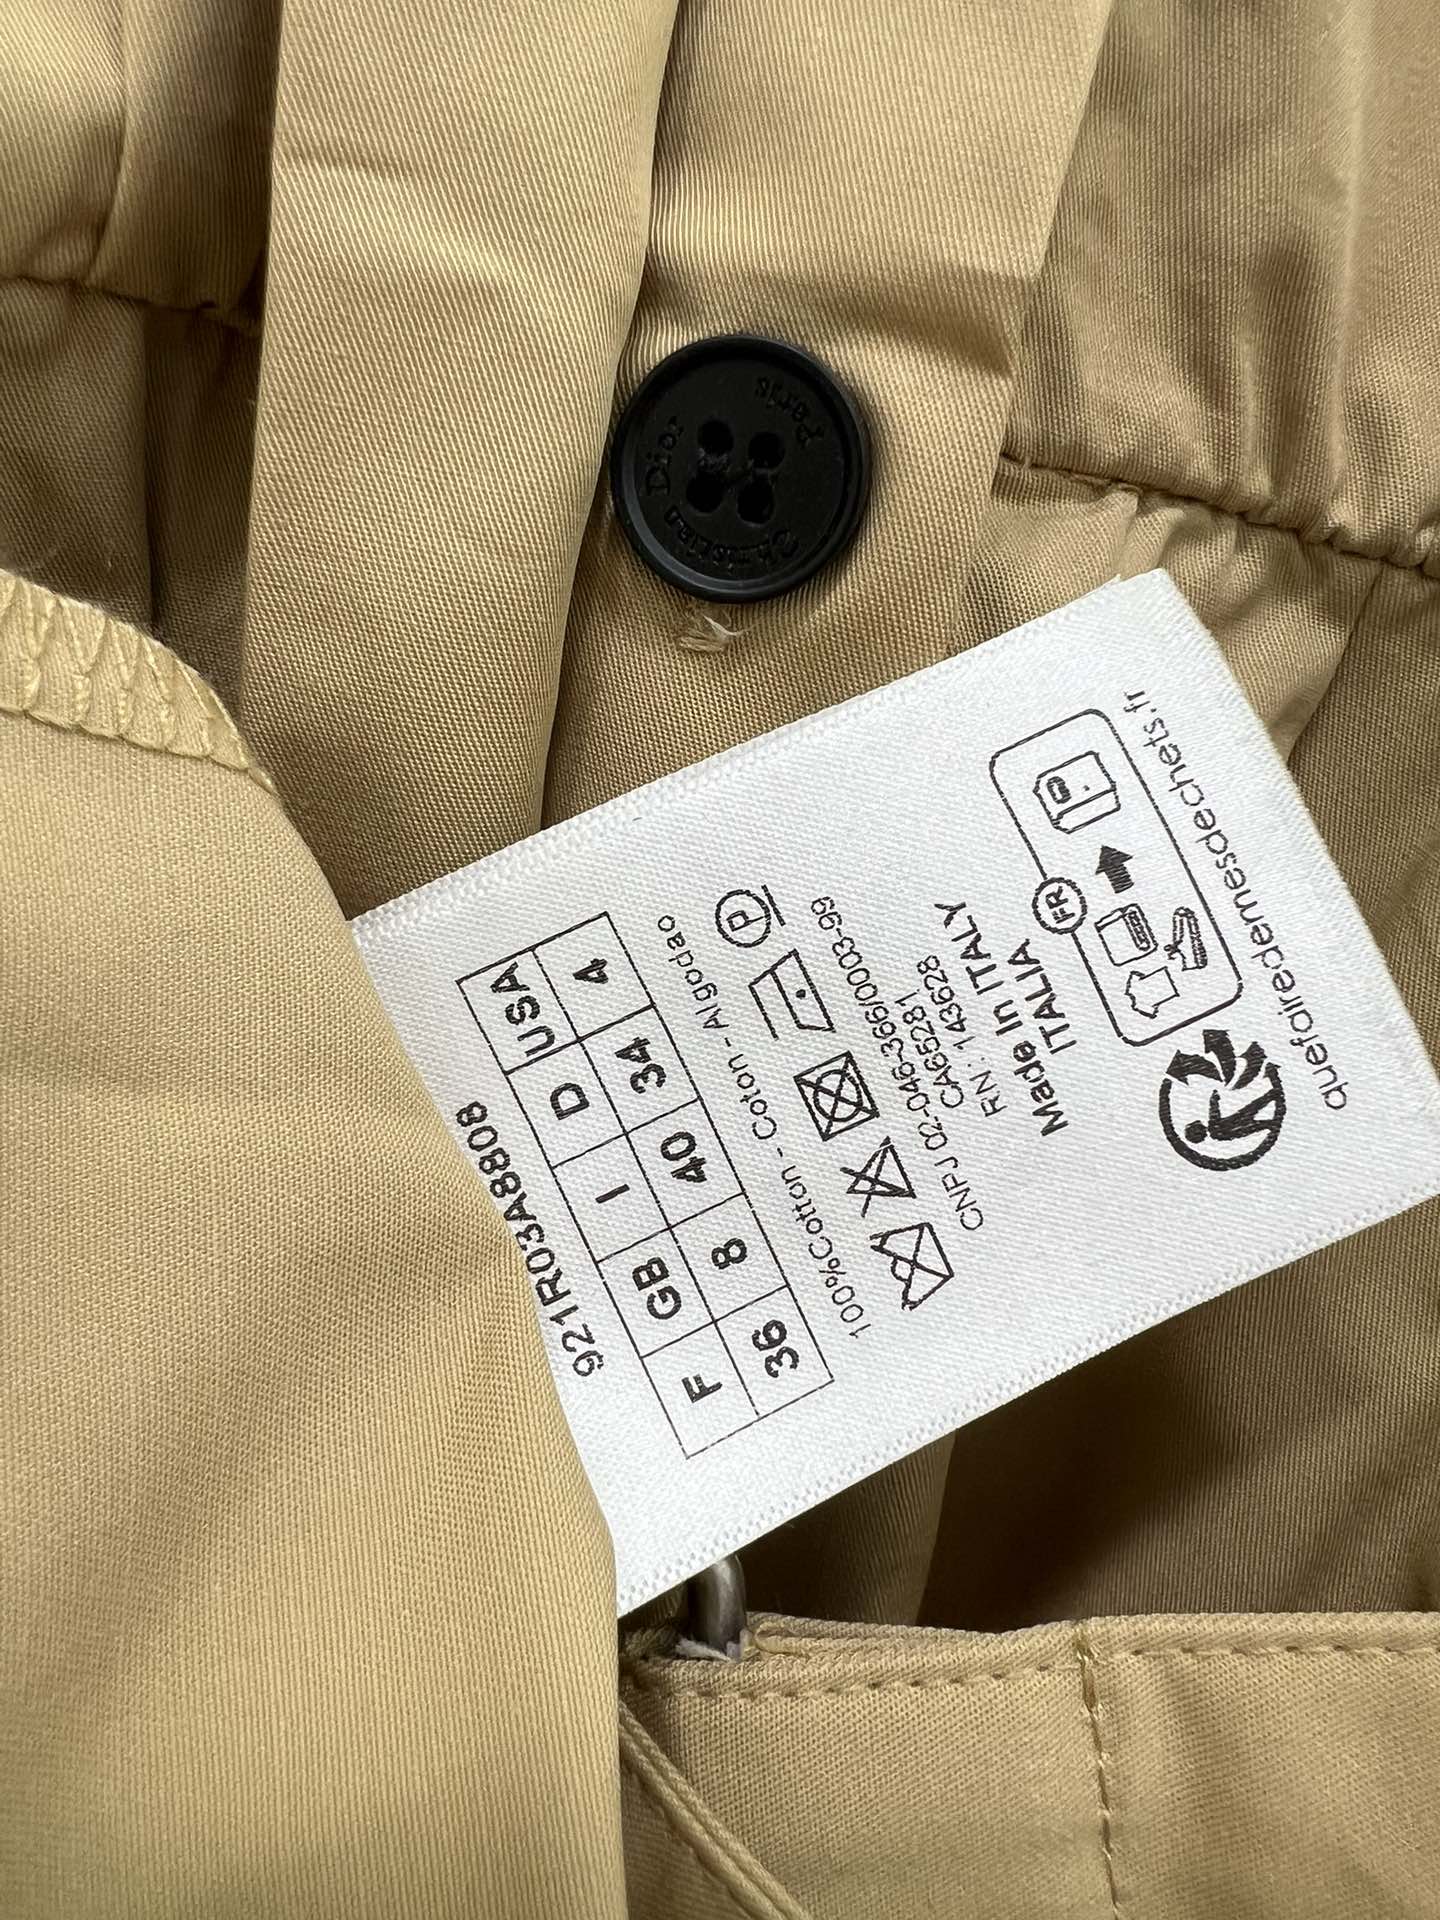 Christian Dior
Paris
921R03A8808
F GB I D USA
36 8 40 34 4
100%Cotton - Coton - Algodao
P
CNPJ 02.-046-366/0003-99
CA65281
RN: 143628
Made In ITALY
ITALIA
FR
quefairedemesdechets.fr